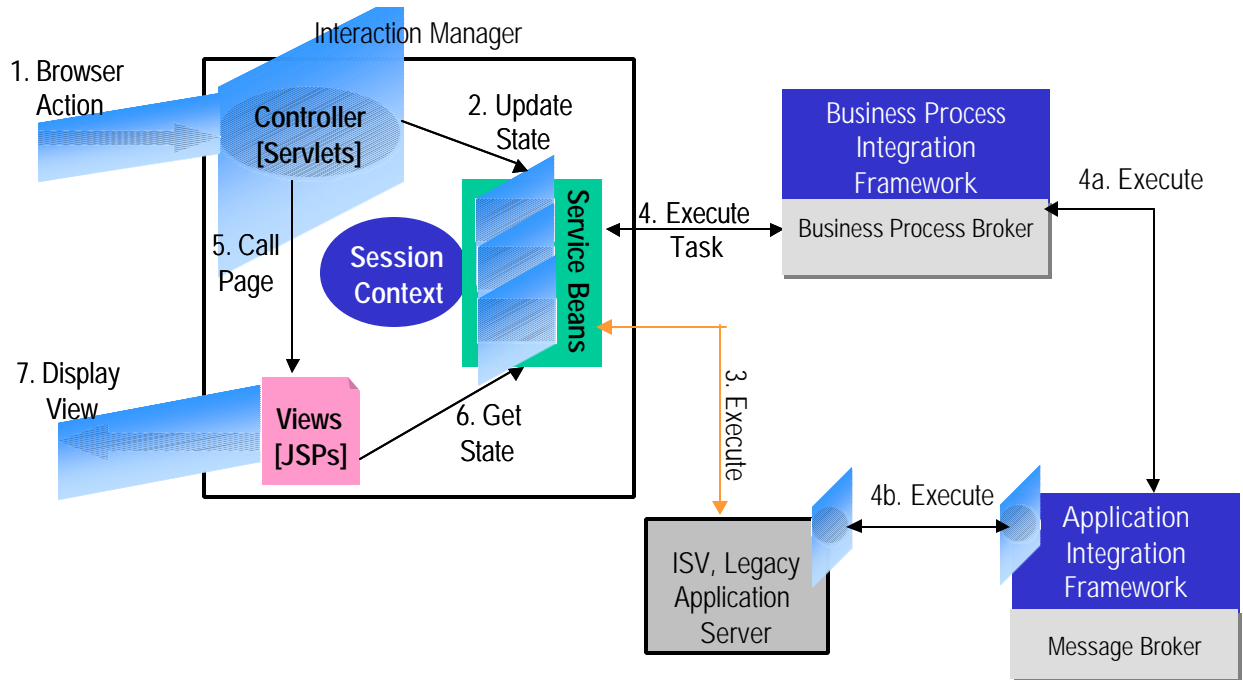 Interaction Manager
1. Browser
Action
Controller
[Servlets]
2. Update
State
Business Process
Integration
Framework
Business Process Broker
4a. Execute
Service Beans
4. Execute
Task
5. Call
Page
Session
Context
7. Display
View
Views
[JSPs]
6. Get
State
3. Execute
4b. Execute
ISV, Legacy
Application
Server
Application
Integration
Framework
Message Broker